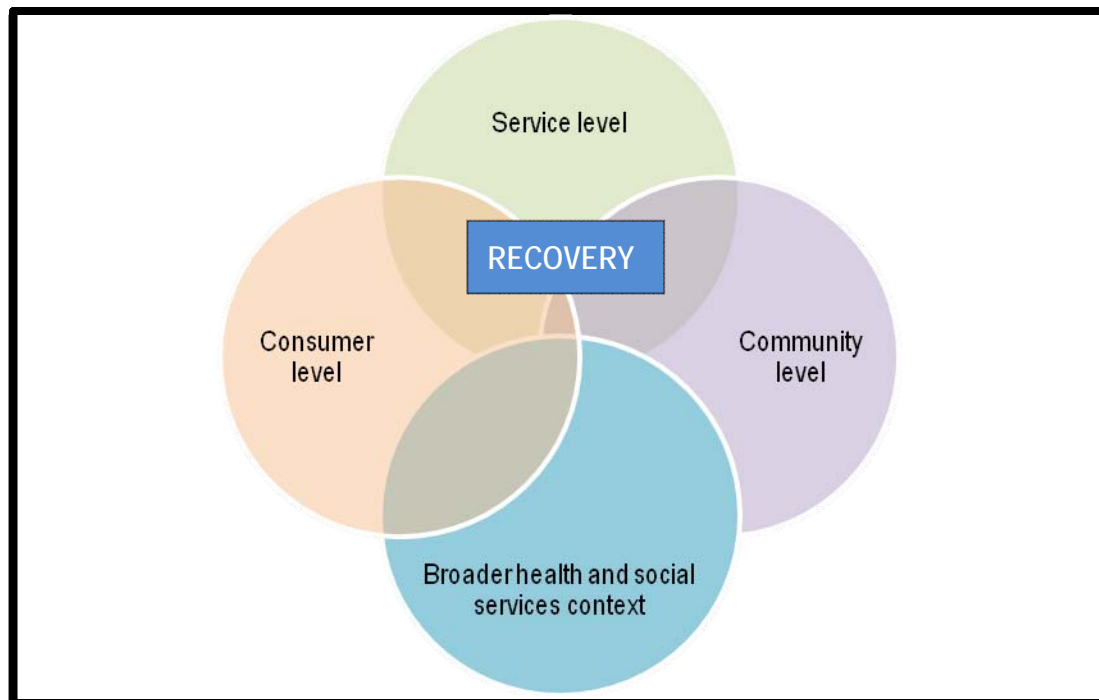 Service level
RECOVERY
Consumer
level
Community
level
Broader health and social
services context